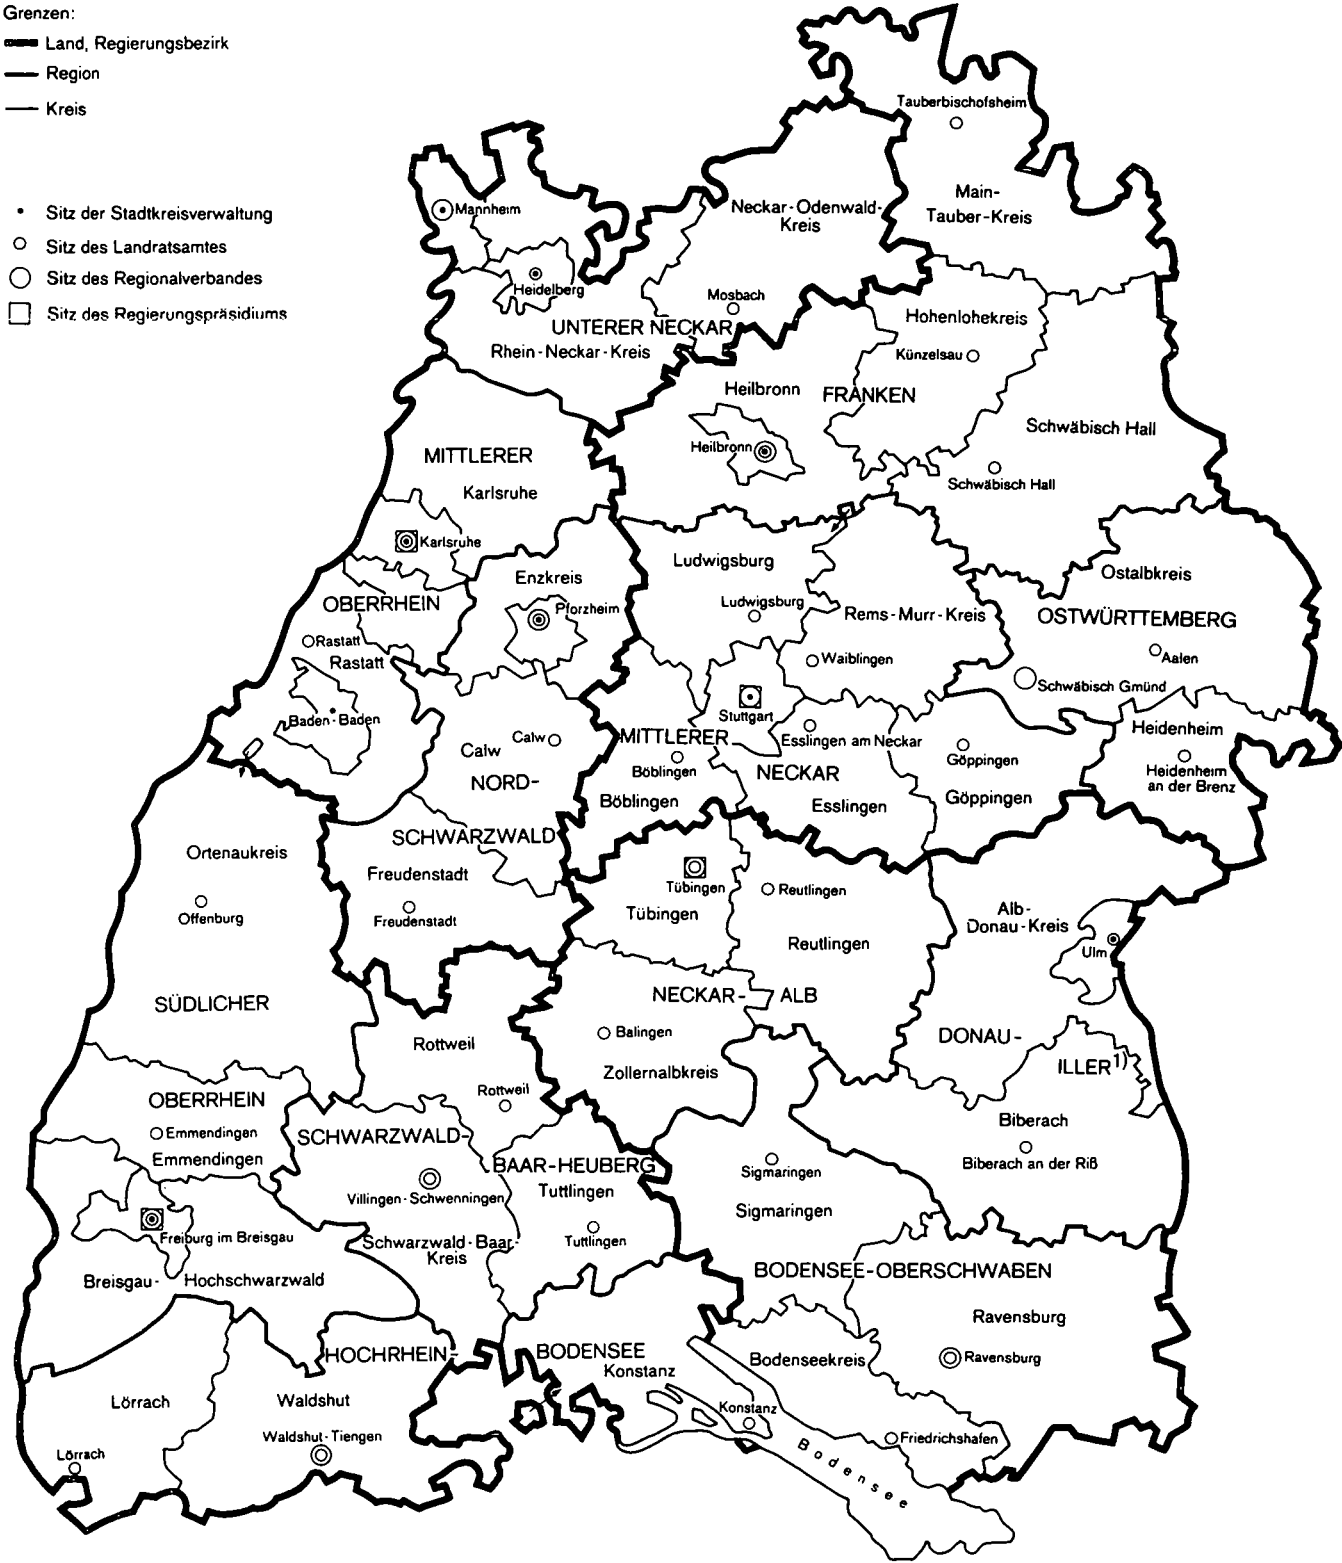 Grenzen:
Land, Regierungsbezirk
Region
Kreis
Sitz der Stadtkreisverwaltung
Sitz des Landratsamtes
Sitz des Regionalverbandes
Sitz des Regierungspräsidiums
Tauberbischofsheim
Main-
Tauber-Kreis
Mannheim
Neckar-Odenwald-
Kreis
Heidelberg
Mosbach
UNTERER NECKAR
Rhein-Neckar-Kreis
Hohenlohekreis
Künzelsau
Heilbronn
FRANKEN
Schwäbisch Hall
Heilbronn
Schwäbisch Hall
MITTLERER
Karlsruhe
Karlsruhe
OBERRHEIN
Enzkreis
Pforzheim
Ludwigsburg
Ludwigsburg
Rems-Murr-Kreis
Waiblingen
Ostalbkreis
OSTWÜRTTEMBERG
Aalen
Schwäbisch Gmünd
Rastatt
Rastatt
Baden-Baden
Stuttgart
Calw
Calw
NORD-
SCHWARZWALD
MITTLERER
Böblingen
Böblingen
Esslingen am Neckar
NECKAR
Esslingen
Göppingen
Göppingen
Heidenheim
Heidenheim
an der Brenz
Ortenaukreis
Offenburg
Freudenstadt
Freudenstadt
Tübingen
Tübingen
Reutlingen
Reutlingen
Alb-
Donau-Kreis
Ulm
SÜDLICHER
NECKAR-ALB
Rottweil
Balingen
Zollernalbkreis
DONAU-
ILLER1)
Rottweil
OBERRHEIN
Emmendingen
Emmendingen
SCHWARZWALD-
BAAR-HEUBERG
Biberach
Biberach an der Riß
Villingen-Schwenningen
Tuttlingen
Tuttlingen
Sigmaringen
Sigmaringen
Freiburg im Breisgau
Schwarzwald-Baar-
Kreis
Breisgau-Hochschwarzwald
BODENSEE-OBERSCHWABEN
Ravensburg
Ravensburg
HOCHRHEIN-
BODENSEE
Konstanz
Bodenseekreis
Lörrach
Waldshut
Konstanz
Waldshut-Tiengen
Lörrach
Friedrichshafen
Bodensee